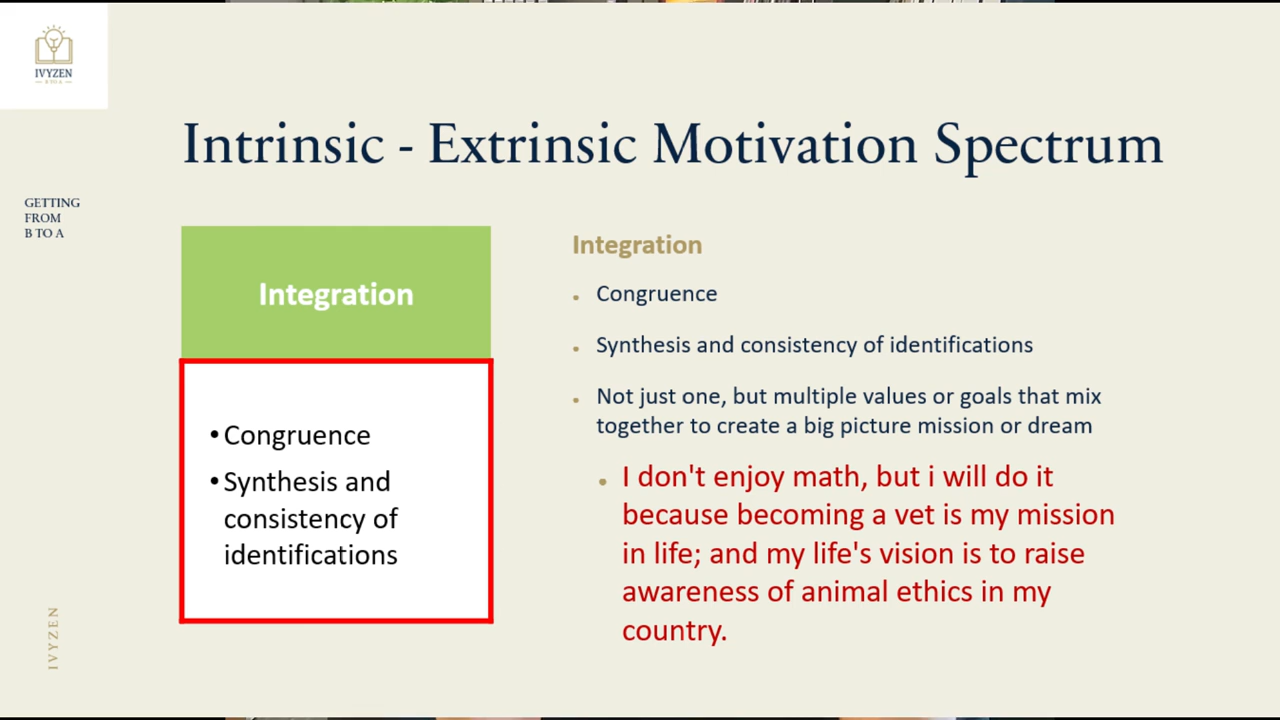 IVYZEN
B TO A
Intrinsic - Extrinsic Motivation Spectrum
GETTING
FROM
B TO A
Integration
• Congruence
• Synthesis and
consistency of
identifications
Integration
• Congruence
• Synthesis and consistency of identifications
• Not just one, but multiple values or goals that mix
together to create a big picture mission or dream
• I don't enjoy math, but i will do it
because becoming a vet is my mission
in life; and my life's vision is to raise
awareness of animal ethics in my
country.
IVYZEN